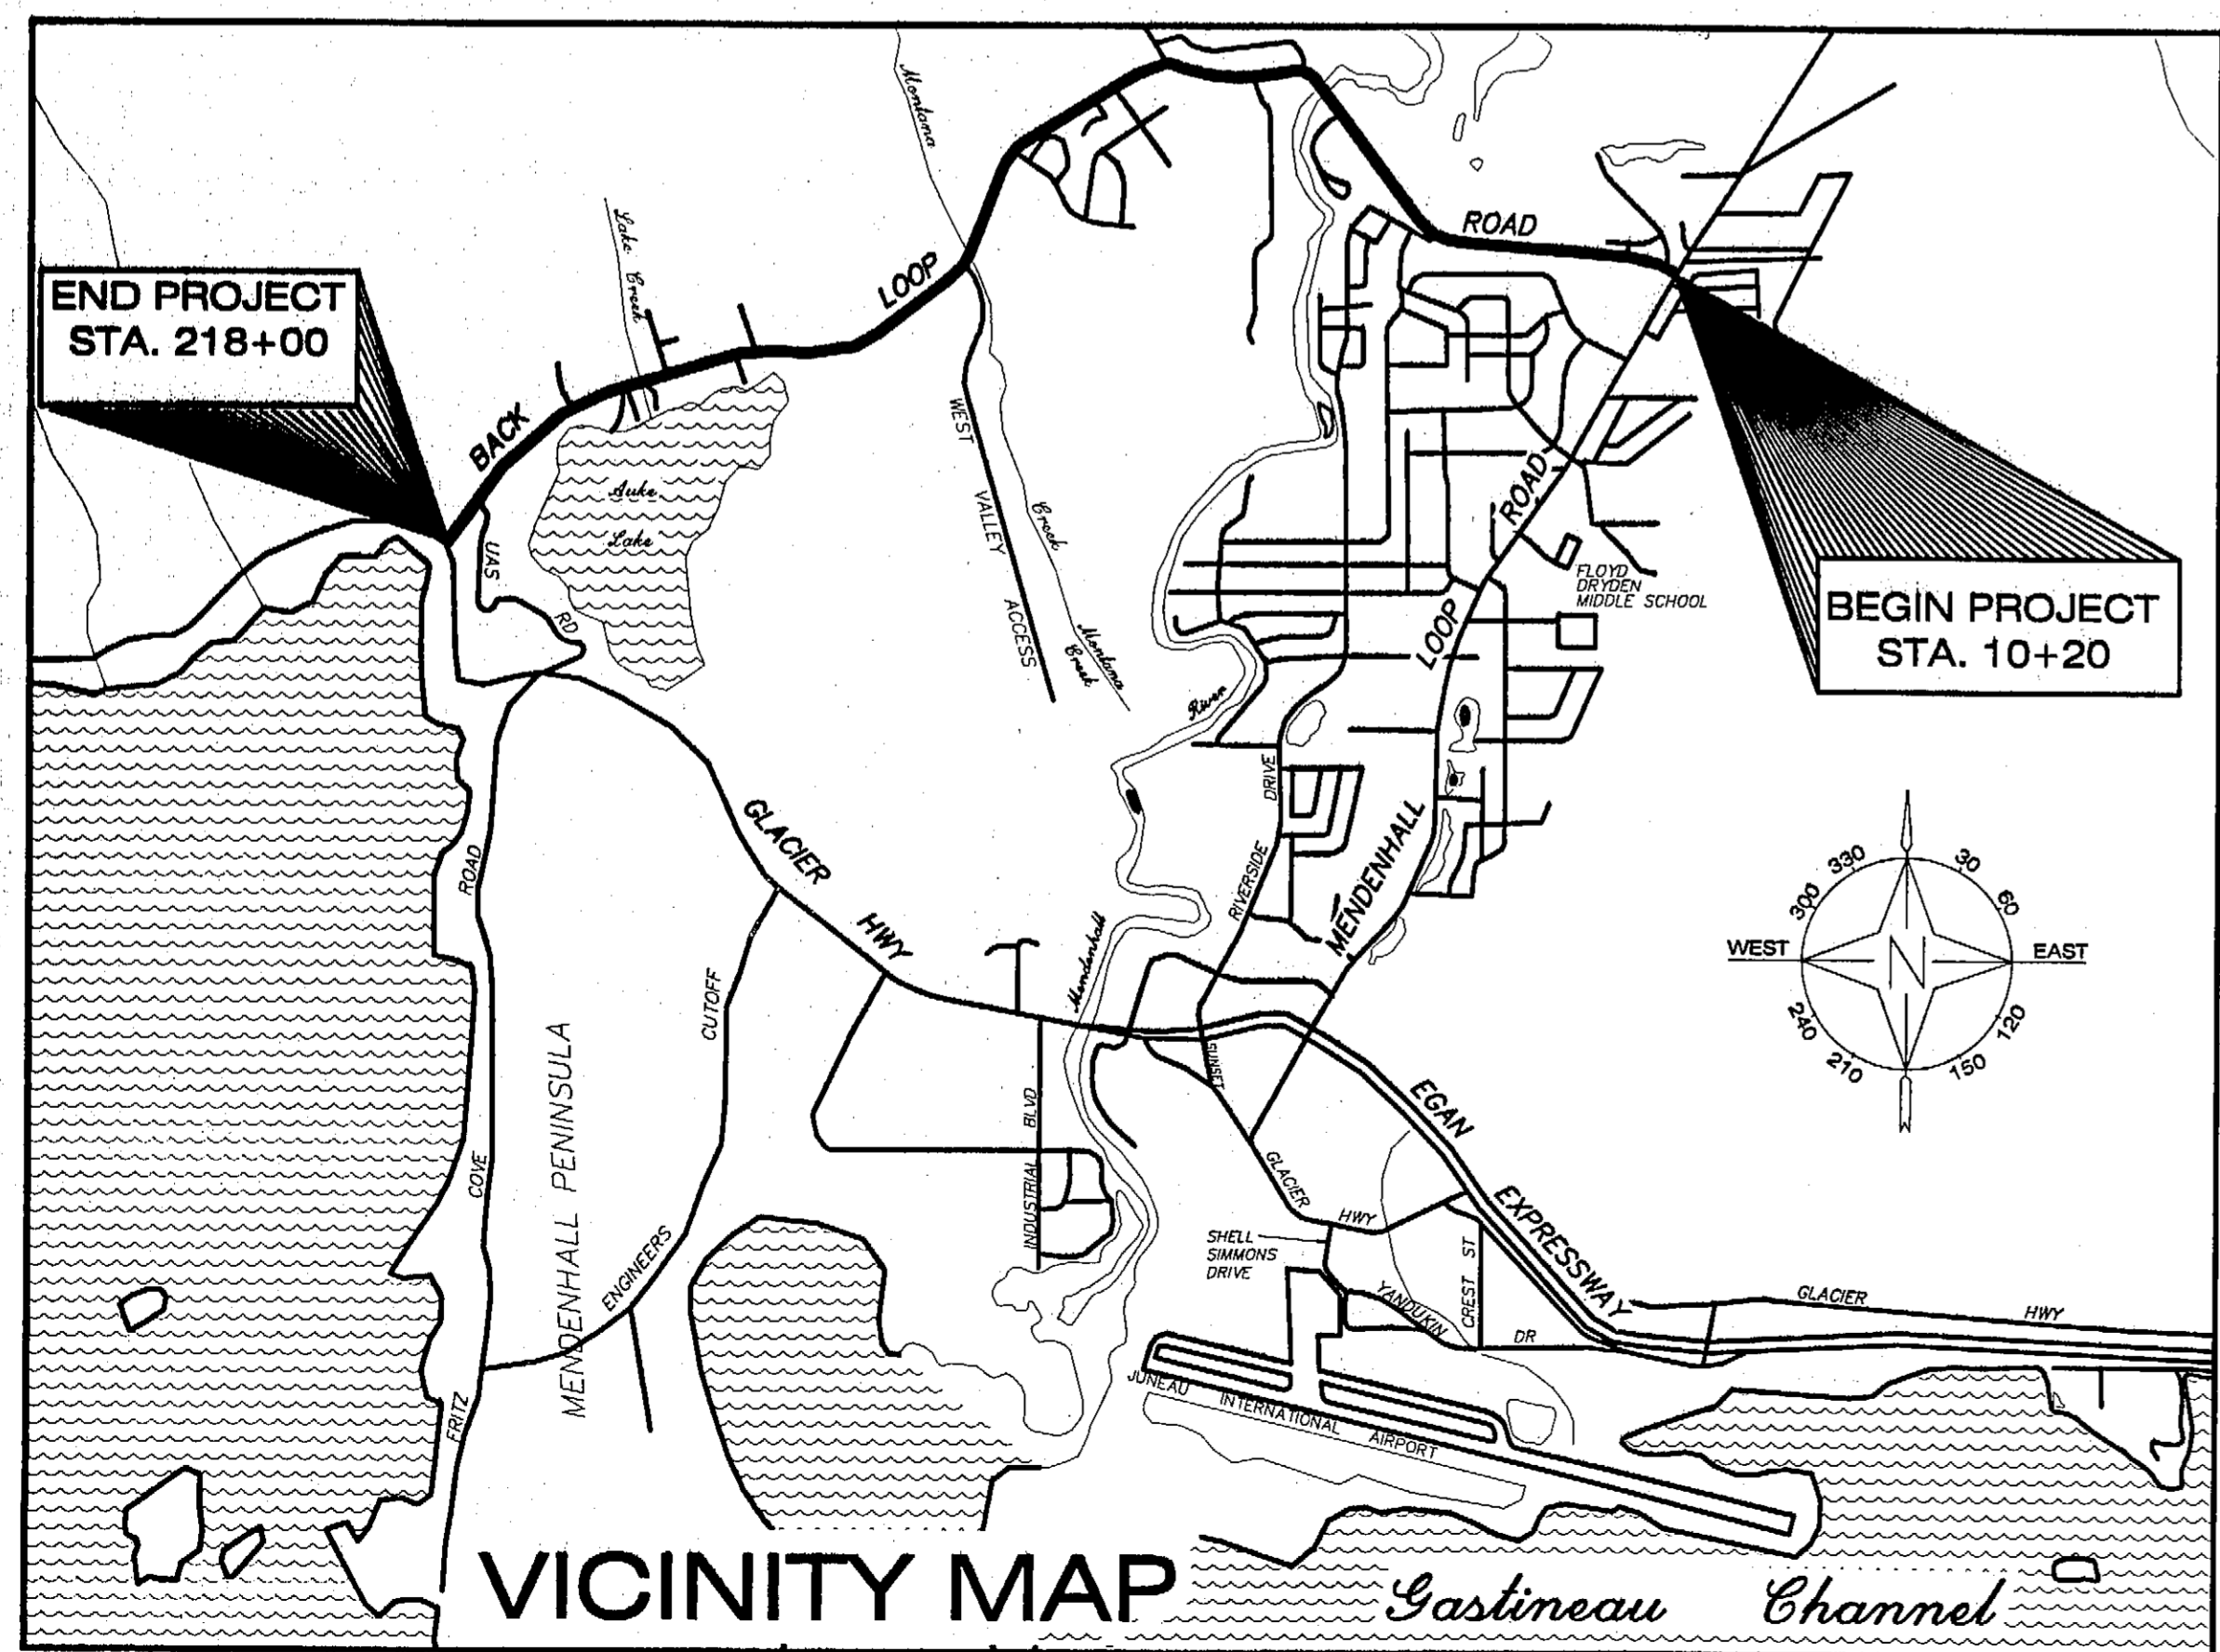 Montana
Lake Creek
ROAD
LOOP
END PROJECT
STA. 218+00
BACK
WEST VALLEY ACCESS
Auke
Lake
Creek
UAS RD
ROAD
FLOYD
DRYDEN
MIDDLE SCHOOL
BEGIN PROJECT
STA. 10+20
LOOP
Montana
Creek
River
DRIVE
RIVERSIDE
MENDENHALL
GLACIER HWY
ROAD
COVE
FRITZ
330
30
300
60
WEST
N
EAST
240
120
210
150
Mendenhall
CUTOFF
ENGINEERS
MENDENHALL PENINSULA
INDUSTRIAL BLVD
SUNSET
EGAN EXPRESSWAY
GLACIER HWY
SHELL
SIMMONS
DRIVE
CREST ST
YANDUKIN DR
GLACIER HWY
JUNEAU INTERNATIONAL AIRPORT
VICINITY MAP
Gastineau Channel